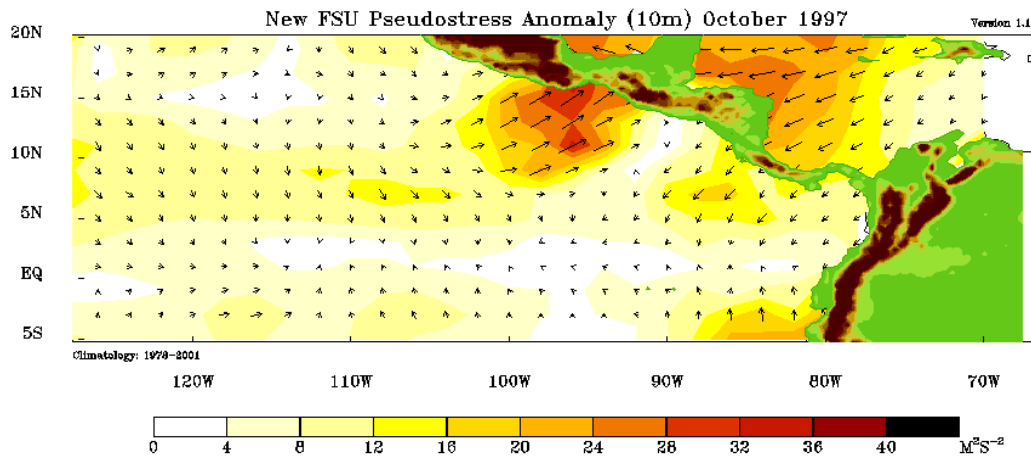 New FSU Pseudostress Anomaly (10m) October 1997
Version 1.1
20N
15N
10N
5N
EQ
5S
Climatology: 1978-2001
120W 110W 100W 90W 80W 70W
0 4 8 12 16 20 24 28 32 36 40 M²S⁻²